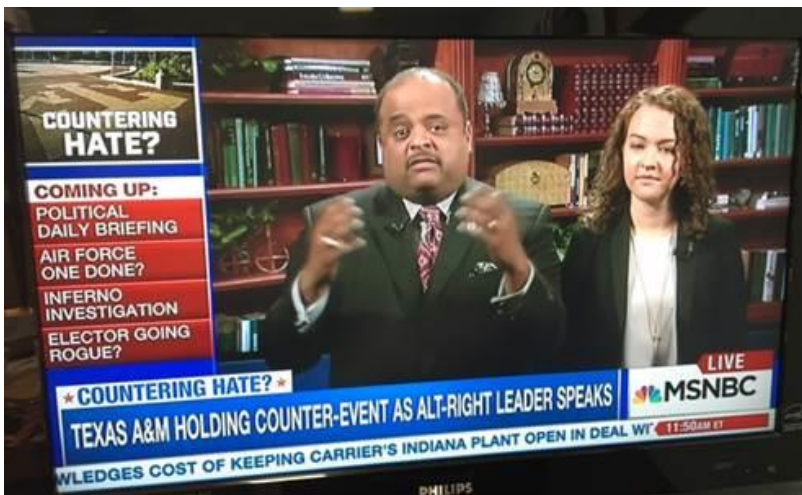 COUNTERING
HATE?
COMING UP:
POLITICAL
DAILY BRIEFING
AIR FORCE
ONE DONE?
INFERNO
INVESTIGATION
ELECTOR GOING
ROGUE?
COUNTERING HATE?
TEXAS A&M HOLDING COUNTER-EVENT AS ALT-RIGHT LEADER SPEAKS
LIVE
MSNBC
11:50AM ET
WLEDGES COST OF KEEPING CARRIER'S INDIANA PLANT OPEN IN DEAL WI
PHILIPS